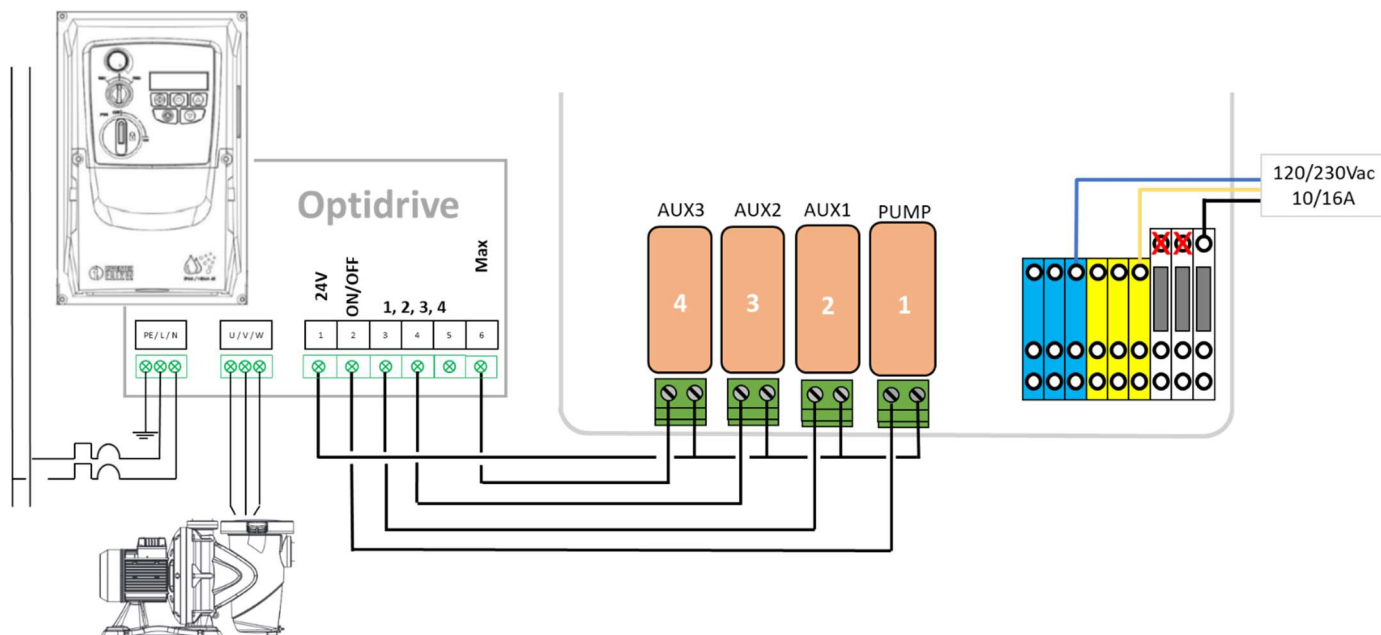 Optidrive
24V
ON/OFF
1, 2, 3, 4
Max
PE / L / N
U / V / W
1
2
3
4
5
6
AUX3
AUX2
AUX1
PUMP
4
3
2
1
120/230Vac
10/16A